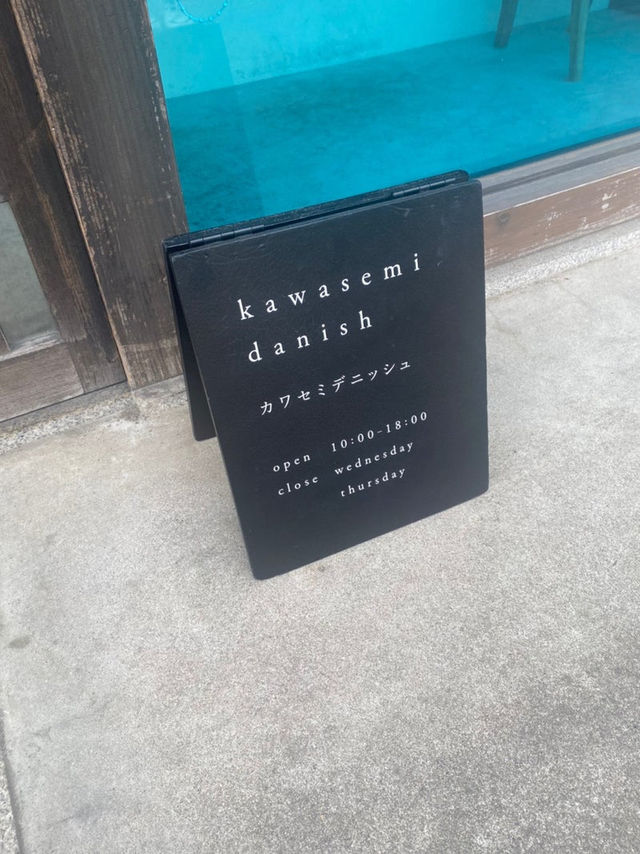 kawasemi
danish
カワセミデニッシュ
open 10:00–18:00
close wednesday
thursday